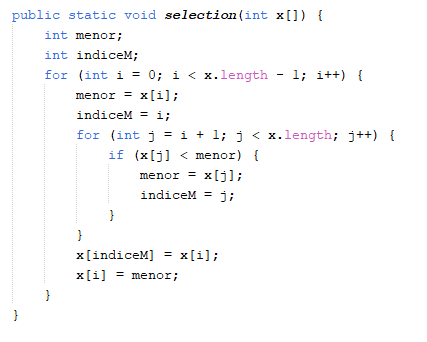 public static void selection(int x[]) {
    int menor;
    int indiceM;
    for (int i = 0; i < x.length - 1; i++) {
        menor = x[i];
        indiceM = i;
        for (int j = i + 1; j < x.length; j++) {
            if (x[j] < menor) {
                menor = x[j];
                indiceM = j;
            }
        }
        x[indiceM] = x[i];
        x[i] = menor;
    }
}